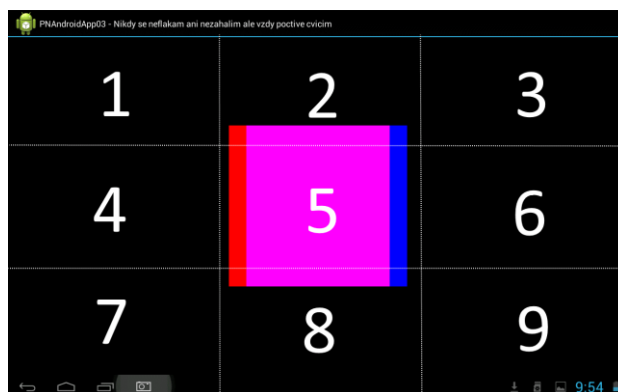 PNAndroidApp03 - Nikdy se neflakam ani nezahalim ale vzdy poctive cvicim
1 2 3
4 5 6
7 8 9
9:54